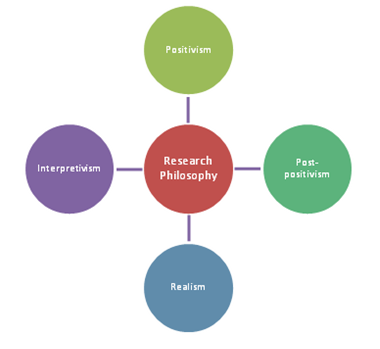 Positivism
Interpretivism
Research
Philosophy
Post-
positivism
Realism